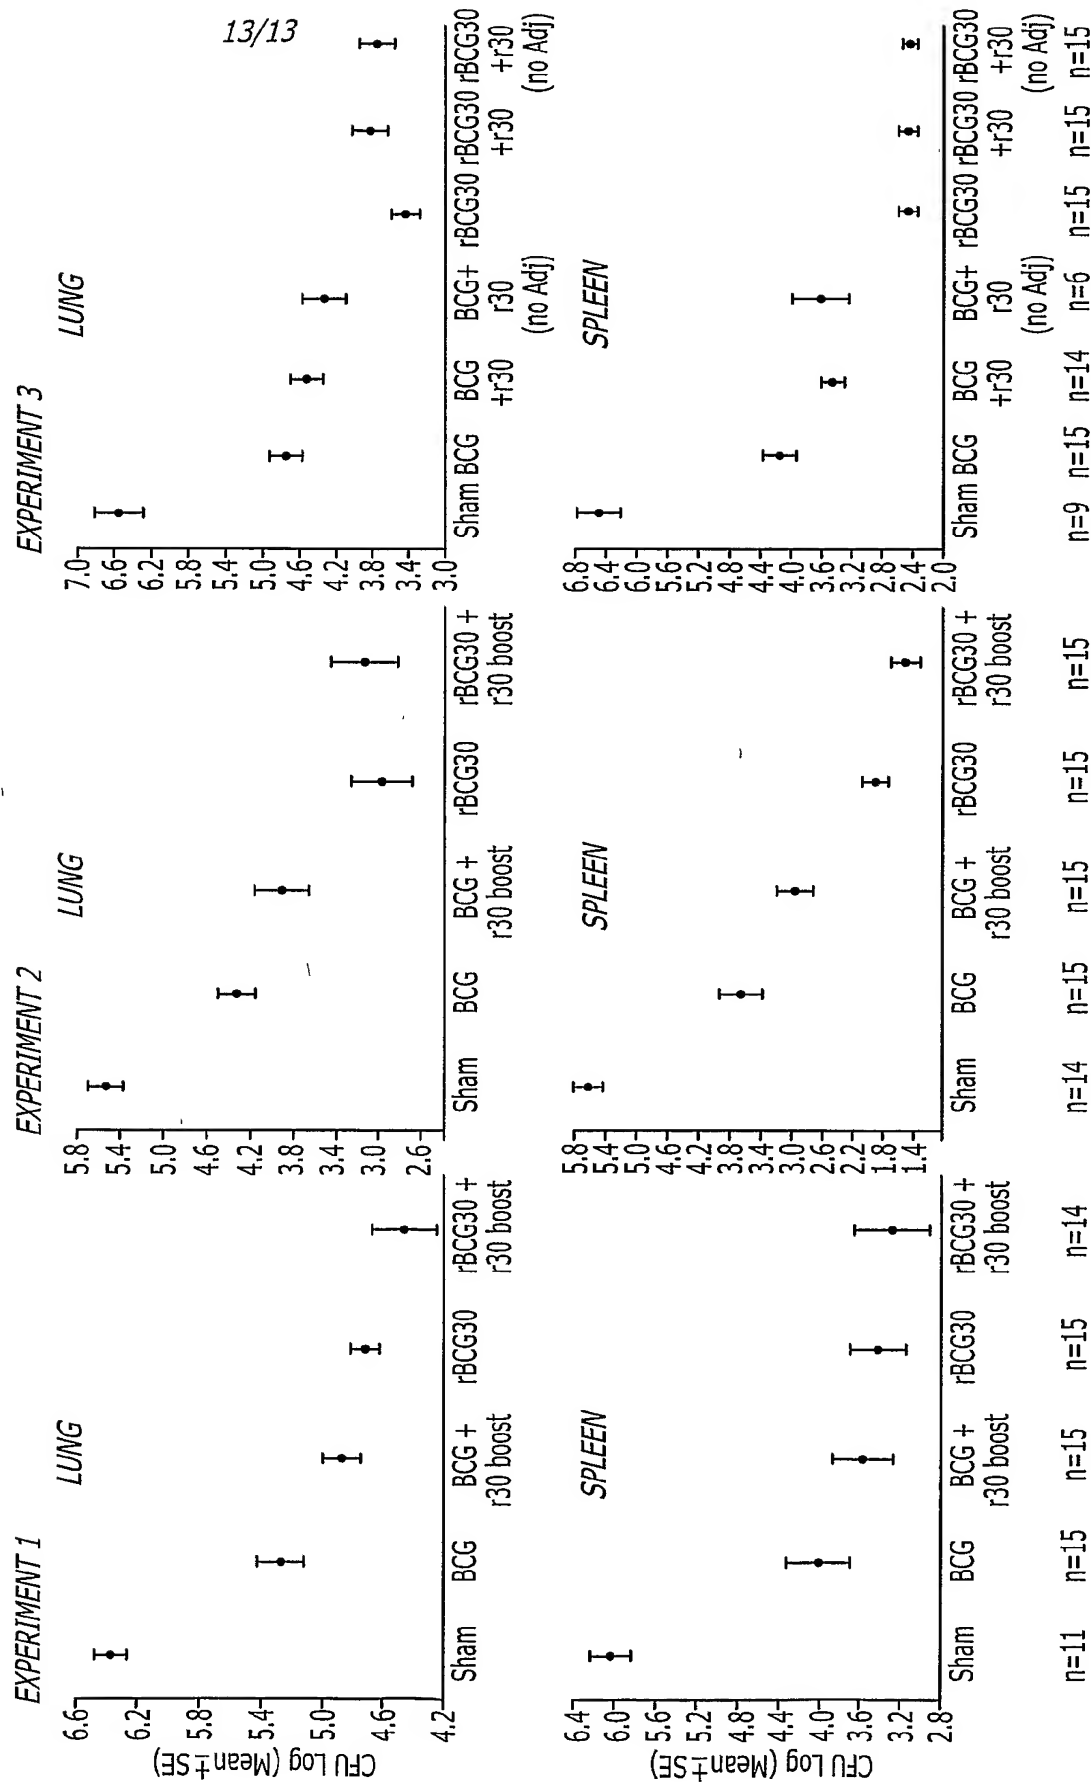 13/13
EXPERIMENT 1
LUNG
CFU Log (Mean±SE)
6.6
6.2
5.8
5.4
5.0
4.6
4.2
Sham BCG BCG + rBCG30 rBCG30 +
r30 boost r30 boost
SPLEEN
CFU Log (Mean±SE)
6.4
6.0
5.6
5.2
4.8
4.4
4.0
3.6
3.2
2.8
Sham BCG BCG + rBCG30 rBCG30 +
r30 boost r30 boost
n=11 n=15 n=15 n=15 n=14
EXPERIMENT 2
LUNG
5.8
5.4
5.0
4.6
4.2
3.8
3.4
3.0
2.6
Sham BCG BCG + rBCG30 rBCG30 +
r30 boost r30 boost
SPLEEN
5.8
5.4
5.0
4.6
4.2
3.8
3.4
3.0
2.6
2.2
1.8
1.4
Sham BCG BCG + rBCG30 rBCG30 +
r30 boost r30 boost
n=14 n=15 n=15 n=15 n=15
EXPERIMENT 3
LUNG
7.0
6.6
6.2
5.8
5.4
5.0
4.6
4.2
3.8
3.4
3.0
Sham BCG BCG BCG+ rBCG30 rBCG30 rBCG30
+r30 r30 +r30 +r30
(no Adj) (no Adj)
SPLEEN
6.8
6.4
6.0
5.6
5.2
4.8
4.4
4.0
3.6
3.2
2.8
2.4
2.0
Sham BCG BCG BCG+ rBCG30 rBCG30 rBCG30
+r30 r30 +r30 +r30
(no Adj) (no Adj)
n=9 n=15 n=14 n=6 n=15 n=15 n=15